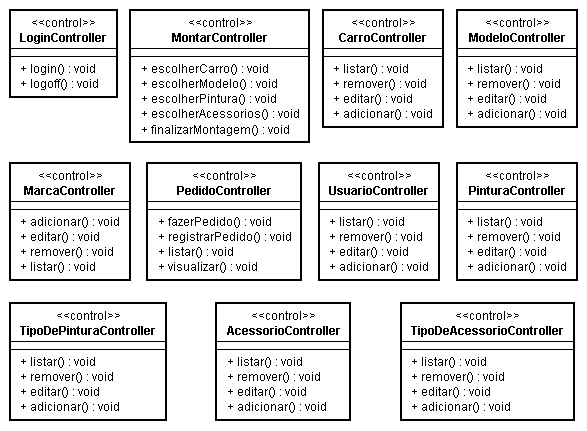 <<control>>
LoginController
+ login() : void
+ logoff() : void
<<control>>
MontarController
+ escolherCarro() : void
+ escolherModelo() : void
+ escolherPintura() : void
+ escolherAcessorios() : void
+ finalizarMontagem() : void
<<control>>
CarroController
+ listar() : void
+ remover() : void
+ editar() : void
+ adicionar() : void
<<control>>
ModeloController
+ listar() : void
+ remover() : void
+ editar() : void
+ adicionar() : void
<<control>>
MarcaController
+ adicionar() : void
+ editar() : void
+ remover() : void
+ listar() : void
<<control>>
PedidoController
+ fazerPedido() : void
+ registrarPedido() : void
+ listar() : void
+ visualizar() : void
<<control>>
UsuarioController
+ listar() : void
+ remover() : void
+ editar() : void
+ adicionar() : void
<<control>>
PinturaController
+ listar() : void
+ remover() : void
+ editar() : void
+ adicionar() : void
<<control>>
TipoDePinturaController
+ listar() : void
+ remover() : void
+ editar() : void
+ adicionar() : void
<<control>>
AcessorioController
+ listar() : void
+ remover() : void
+ editar() : void
+ adicionar() : void
<<control>>
TipoDeAcessorioController
+ listar() : void
+ remover() : void
+ editar() : void
+ adicionar() : void